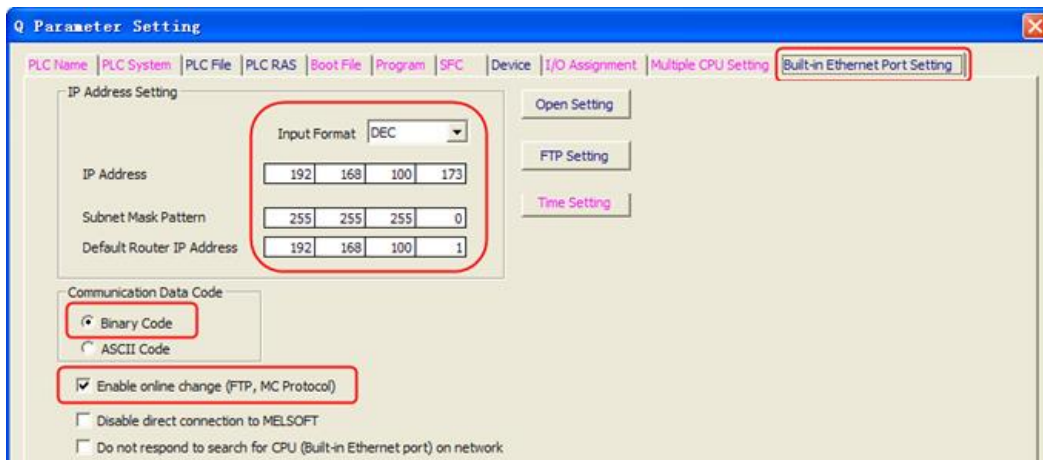 Q Parameter Setting
PLC Name PLC System PLC File PLC RAS Boot File Program SFC Device I/O Assignment Multiple CPU Setting Built-in Ethernet Port Setting
IP Address Setting
Open Setting
Input Format DEC
FTP Setting
IP Address 192 168 100 173
Time Setting
Subnet Mask Pattern 255 255 255 0
Default Router IP Address 192 168 100 1
Communication Data Code
Binary Code
ASCII Code
Enable online change (FTP, MC Protocol)
Disable direct connection to MELSOFT
Do not respond to search for CPU (Built-in Ethernet port) on network